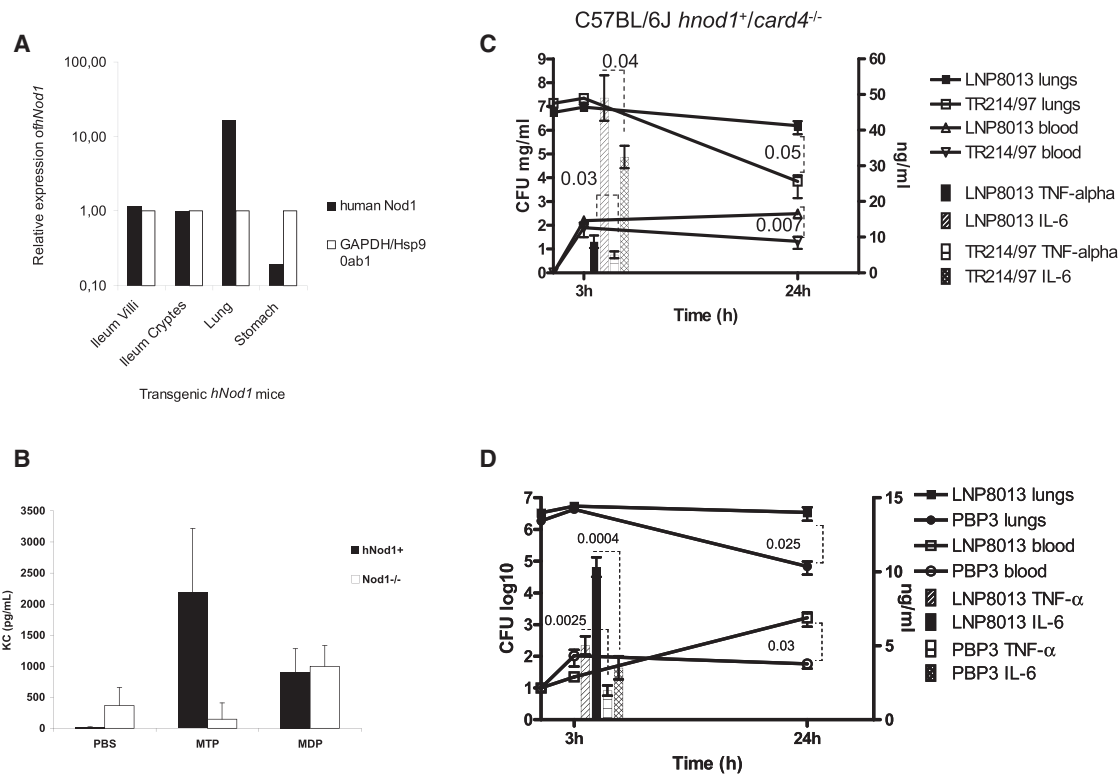 C57BL/6J hnod1+/card4-/-
A
100,00
10,00
1,00
0,10
Relative expression ofhNod1
human Nod1
GAPDH/Hsp9
0ab1
Ileum Villi
Ileum Cryptes
Lung
Stomach
Transgenic hNod1 mice
C
9
8
7
6
5
4
3
2
1
0
CFU mg/ml
60
50
40
30
20
10
0
ng/ml
0.04
0.03
0.05
0.007
3h
24h
Time (h)
LNP8013 lungs
TR214/97 lungs
LNP8013 blood
TR214/97 blood
LNP8013 TNF-alpha
LNP8013 IL-6
TR214/97 TNF-alpha
TR214/97 IL-6
B
3500
3000
2500
2000
1500
1000
500
0
KC (pg/mL)
hNod1+
Nod1-/-
PBS
MTP
MDP
D
7
6
5
4
3
2
1
0
CFU log10
15
10
5
0
ng/ml
0.0004
0.0025
0.025
0.03
3h
24h
Time (h)
LNP8013 lungs
PBP3 lungs
LNP8013 blood
PBP3 blood
LNP8013 TNF-α
LNP8013 IL-6
PBP3 TNF-α
PBP3 IL-6